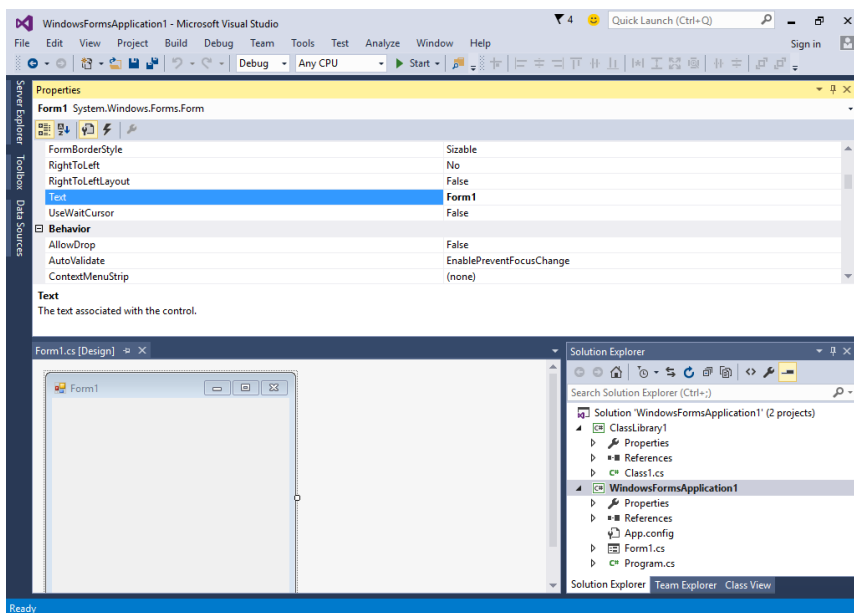 WindowsFormsApplication1 - Microsoft Visual Studio
4
Quick Launch (Ctrl+Q)
File Edit View Project Build Debug Team Tools Test Analyze Window Help
Sign in
Debug Any CPU Start
Server Explorer
Toolbox
Data Sources
Properties
Form1 System.Windows.Forms.Form
FormBorderStyle Sizable
RightToLeft No
RightToLeftLayout False
Text Form1
UseWaitCursor False
Behavior
AllowDrop False
AutoValidate EnablePreventFocusChange
ContextMenuStrip (none)
Text
The text associated with the control.
Form1.cs [Design]
Form1
Solution Explorer
Search Solution Explorer (Ctrl+;)
Solution 'WindowsFormsApplication1' (2 projects)
C# ClassLibrary1
Properties
References
C# Class1.cs
C# WindowsFormsApplication1
Properties
References
App.config
Form1.cs
C# Program.cs
Solution Explorer Team Explorer Class View
Ready